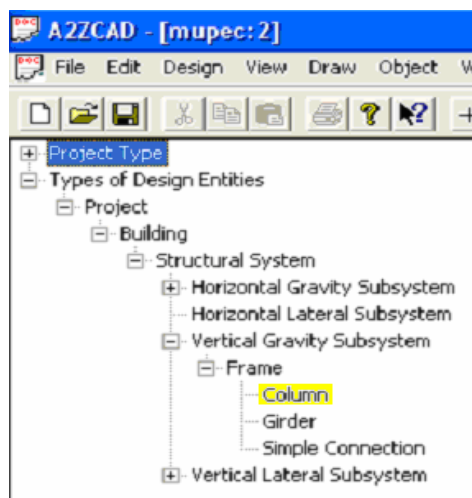 A2ZCAD - [mupec:2]
File Edit Design View Draw Object
Project Type
Types of Design Entities
Project
Building
Structural System
Horizontal Gravity Subsystem
Horizontal Lateral Subsystem
Vertical Gravity Subsystem
Frame
Column
Girder
Simple Connection
Vertical Lateral Subsystem